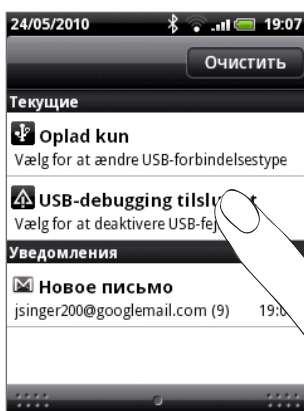 24/05/2010 19:07
Очистить
Текущие
Oplad kun
Vælg for at ændre USB-forbindelsestype
USB-debugging
Vælg for at deaktivere
Уведомления
Новое письмо
jsinger200@googlemail.com (9)